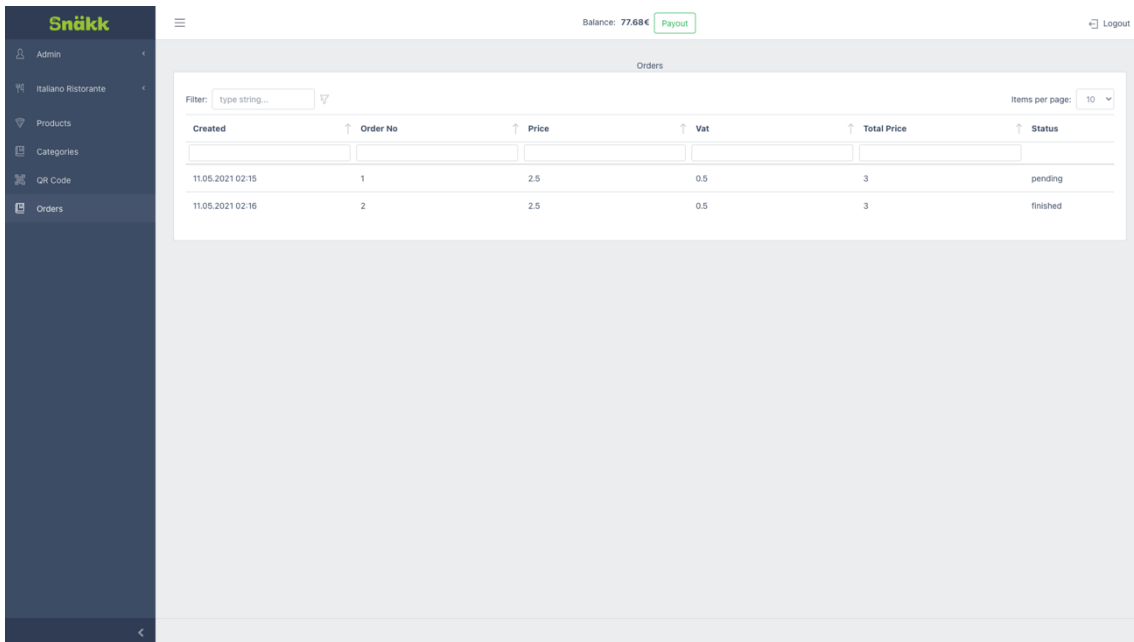 Snäkk
Balance: 77.68€ Payout
Logout
Admin
Italiano Ristorante
Products
Categories
QR Code
Orders
Orders
Filter: type string...
Items per page: 10
Created Order No Price Vat Total Price Status
11.05.2021 02:15 1 2.5 0.5 3 pending
11.05.2021 02:16 2 2.5 0.5 3 finished